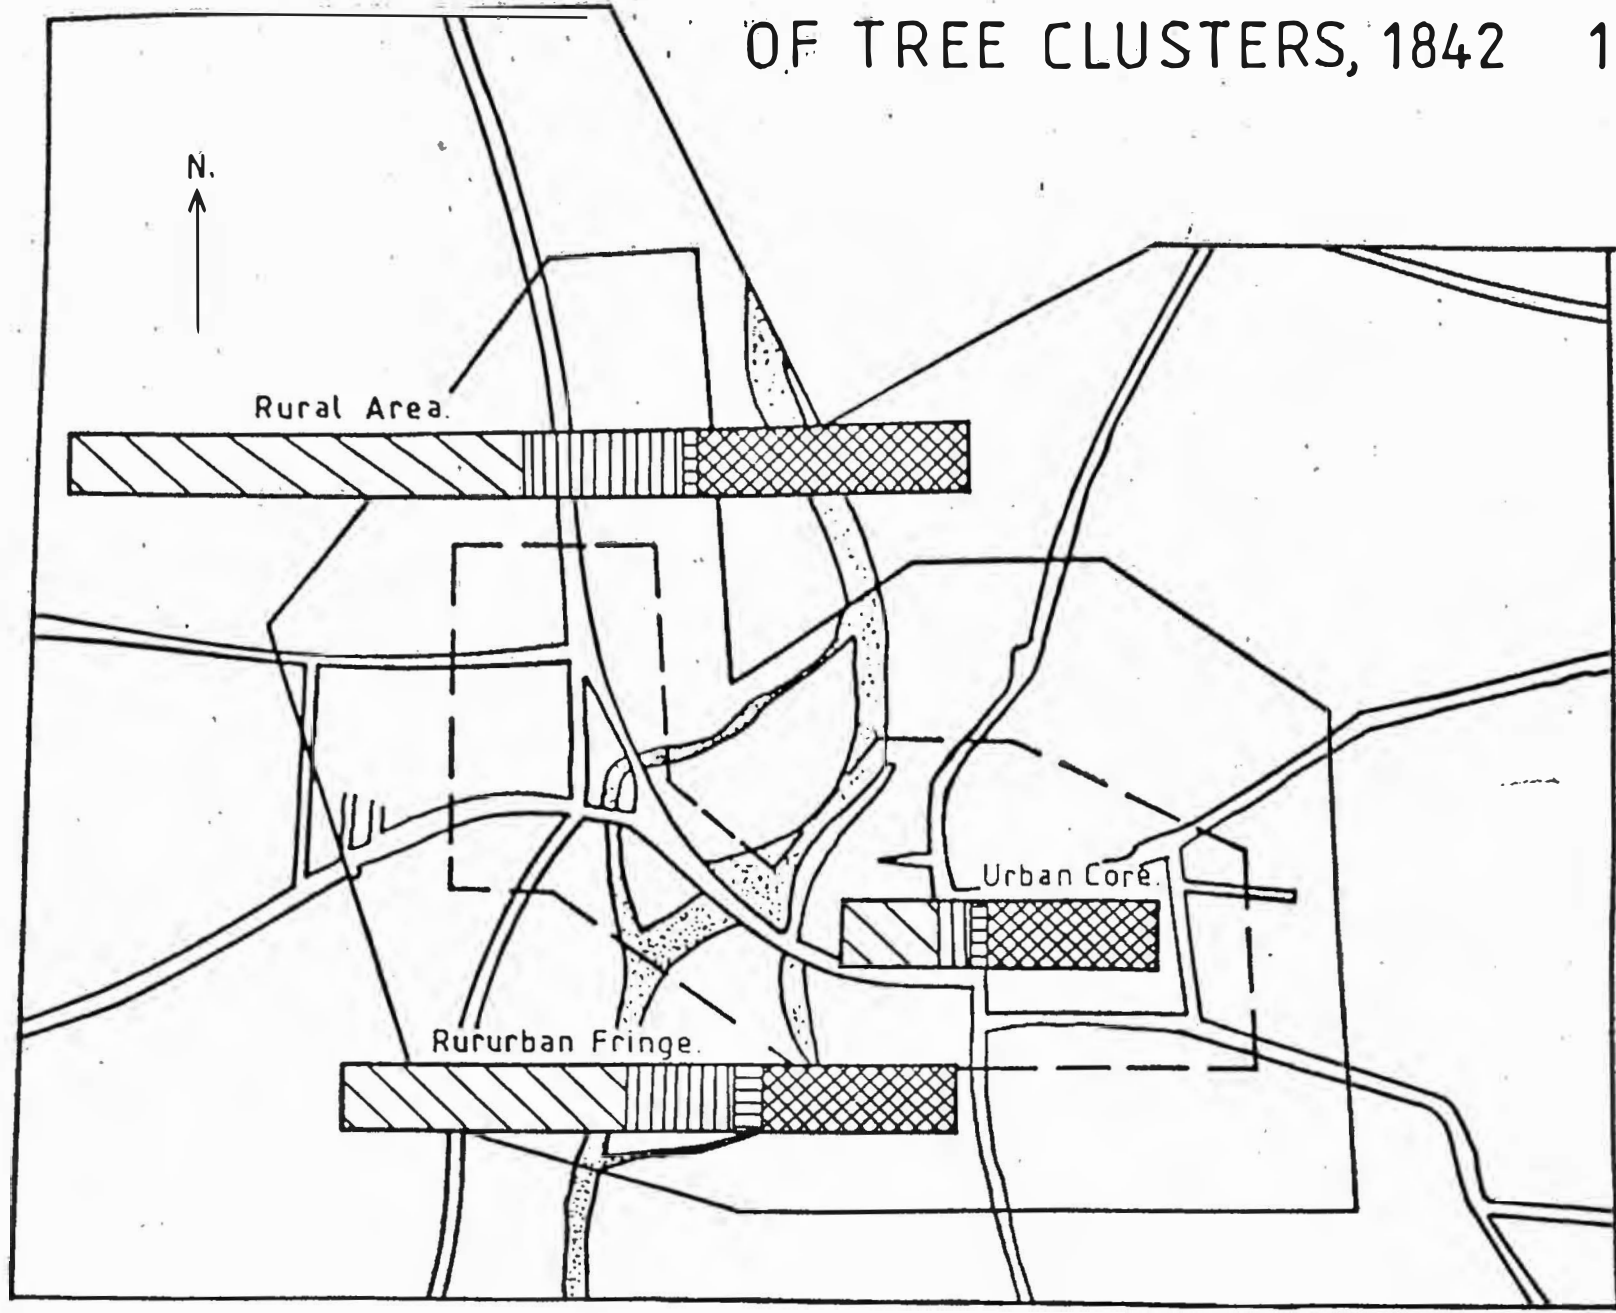 OF TREE CLUSTERS, 1842 1
N.
Rural Area.
Urban Core.
Rururban Fringe.